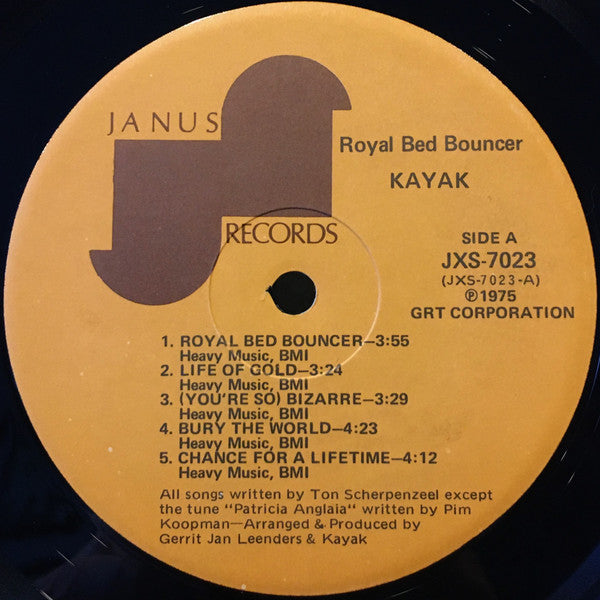 JANUS
RECORDS
Royal Bed Bouncer
KAYAK
SIDE A
JXS-7023
(JXS-7023-A)
℗1975
GRT CORPORATION
1. ROYAL BED BOUNCER—3:55
Heavy Music, BMI
2. LIFE OF GOLD—3:24
Heavy Music, BMI
3. (YOU'RE SO) BIZARRE—3:29
Heavy Music, BMI
4. BURY THE WORLD—4:23
Heavy Music, BMI
5. CHANCE FOR A LIFETIME—4:12
Heavy Music, BMI
All songs written by Ton Scherpenzeel except
the tune "Patricia Anglaia" written by Pim
Koopman—Arranged & Produced by
Gerrit Jan Leenders & Kayak